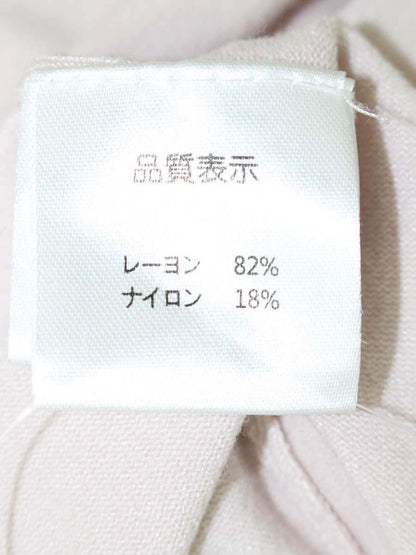 品質表示
レーヨン 82%
ナイロン 18%